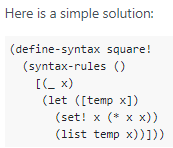 Here is a simple solution:
(define-syntax square!
  (syntax-rules ()
    [(_ x)
     (let ([temp x])
       (set! x (* x x))
       (list temp x))]))